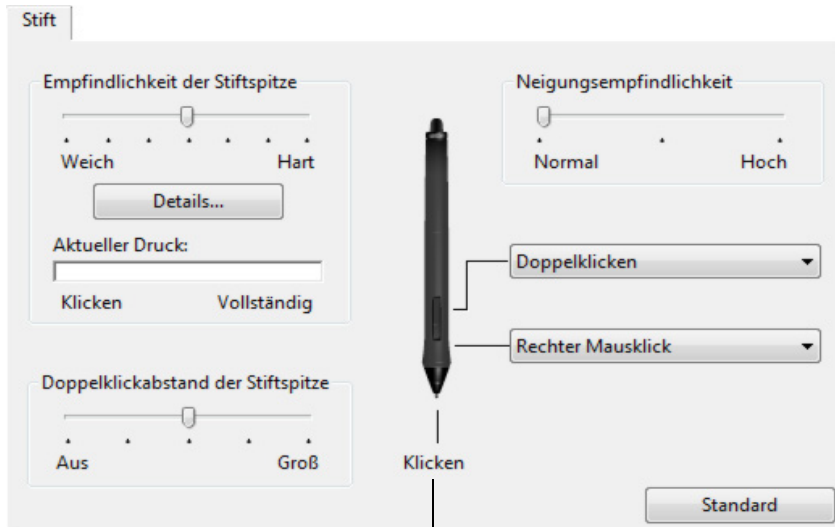 Stift
Empfindlichkeit der Stiftspitze
Weich Hart
Details...
Aktueller Druck:
Klicken Vollständig
Doppelklickabstand der Stiftspitze
Aus Groß
Neigungsempfindlichkeit
Normal Hoch
Doppelklicken
Rechter Mausklick
Klicken
Standard